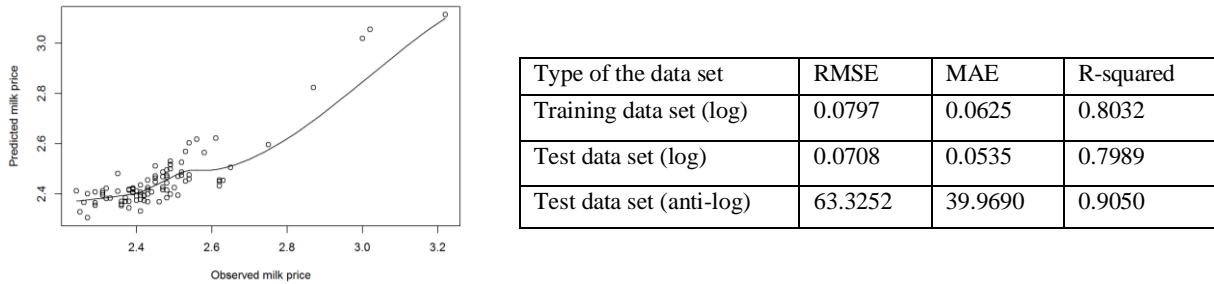 Predicted milk price
3.0
2.8
2.6
2.4
2.4 2.6 2.8 3.0 3.2
Observed milk price
Type of the data set RMSE MAE R-squared
Training data set (log) 0.0797 0.0625 0.8032
Test data set (log) 0.0708 0.0535 0.7989
Test data set (anti-log) 63.3252 39.9690 0.9050